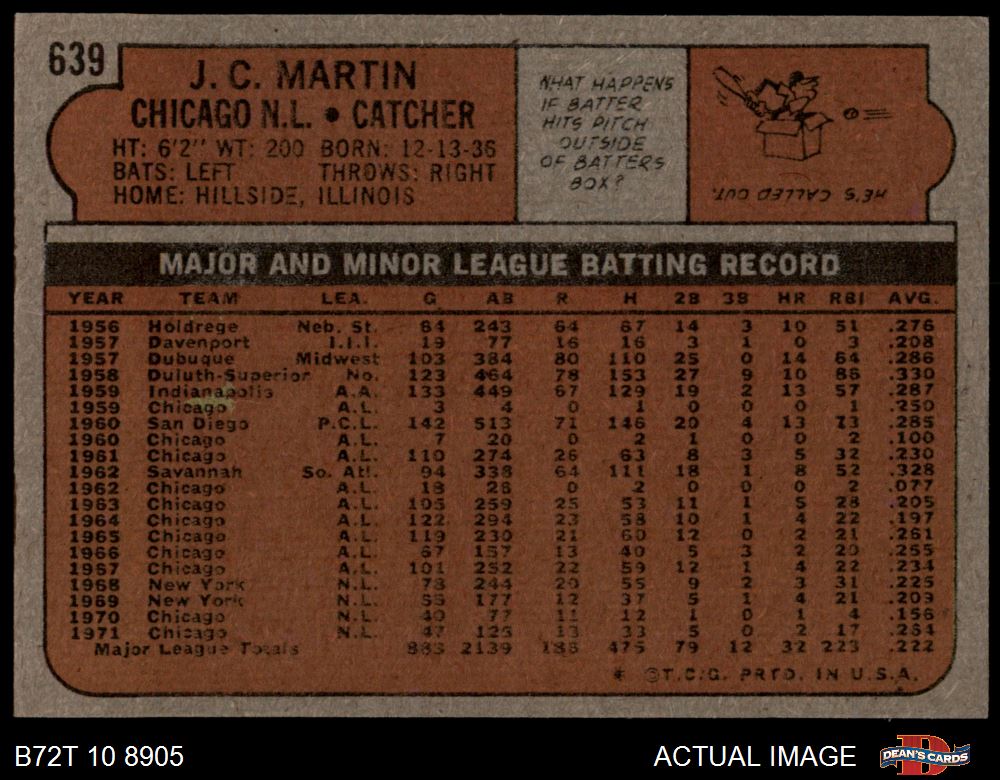 639
J. C. MARTIN
CHICAGO N.L. • CATCHER
HT: 6'2" WT: 200 BORN: 12-13-36
BATS: LEFT THROWS: RIGHT
HOME: HILLSIDE, ILLINOIS
WHAT HAPPENS
IF BATTER
HITS PITCH
OUTSIDE
OF BATTERS
BOX?
HE'S CALLED OUT.
MAJOR AND MINOR LEAGUE BATTING RECORD
YEAR TEAM LEA. G AB R H 2B 3B HR RBI AVG.
1956 Holdrege Neb. St. 64 243 64 67 14 3 10 51 .276
1957 Davenport I.I.I. 19 77 16 16 3 1 0 3 .208
1957 Dubuque Midwest 103 384 80 110 25 0 14 64 .286
1958 Duluth-Superior No. 123 464 78 153 27 9 10 86 .330
1959 Indianapolis A.A. 133 449 67 129 19 2 13 57 .287
1959 Chicago A.L. 3 4 0 1 0 0 0 1 .250
1960 San Diego P.C.L. 142 513 71 146 20 4 13 73 .285
1960 Chicago A.L. 7 20 0 2 1 0 0 2 .100
1961 Chicago A.L. 110 274 26 63 8 3 5 32 .230
1962 Savannah So. Atl. 94 338 64 111 18 1 8 52 .328
1962 Chicago A.L. 18 26 0 2 0 0 0 2 .077
1963 Chicago A.L. 105 259 25 53 11 1 5 28 .205
1964 Chicago A.L. 122 294 23 58 10 1 4 22 .197
1965 Chicago A.L. 119 230 21 60 12 0 2 21 .261
1966 Chicago A.L. 67 157 13 40 5 3 2 20 .255
1967 Chicago A.L. 101 252 22 59 12 1 4 22 .234
1968 New York N.L. 78 244 20 55 9 2 3 31 .225
1969 New York N.L. 55 177 12 37 5 1 4 21 .209
1970 Chicago N.L. 40 77 11 12 1 0 1 4 .156
1971 Chicago N.L. 47 125 13 33 5 0 2 17 .264
Major League Totals 883 2139 186 475 79 12 32 223 .222
* ©T.C.G. PRTD. IN U.S.A.
B72T 10 8905
ACTUAL IMAGE
D
DEAN'S CARDS